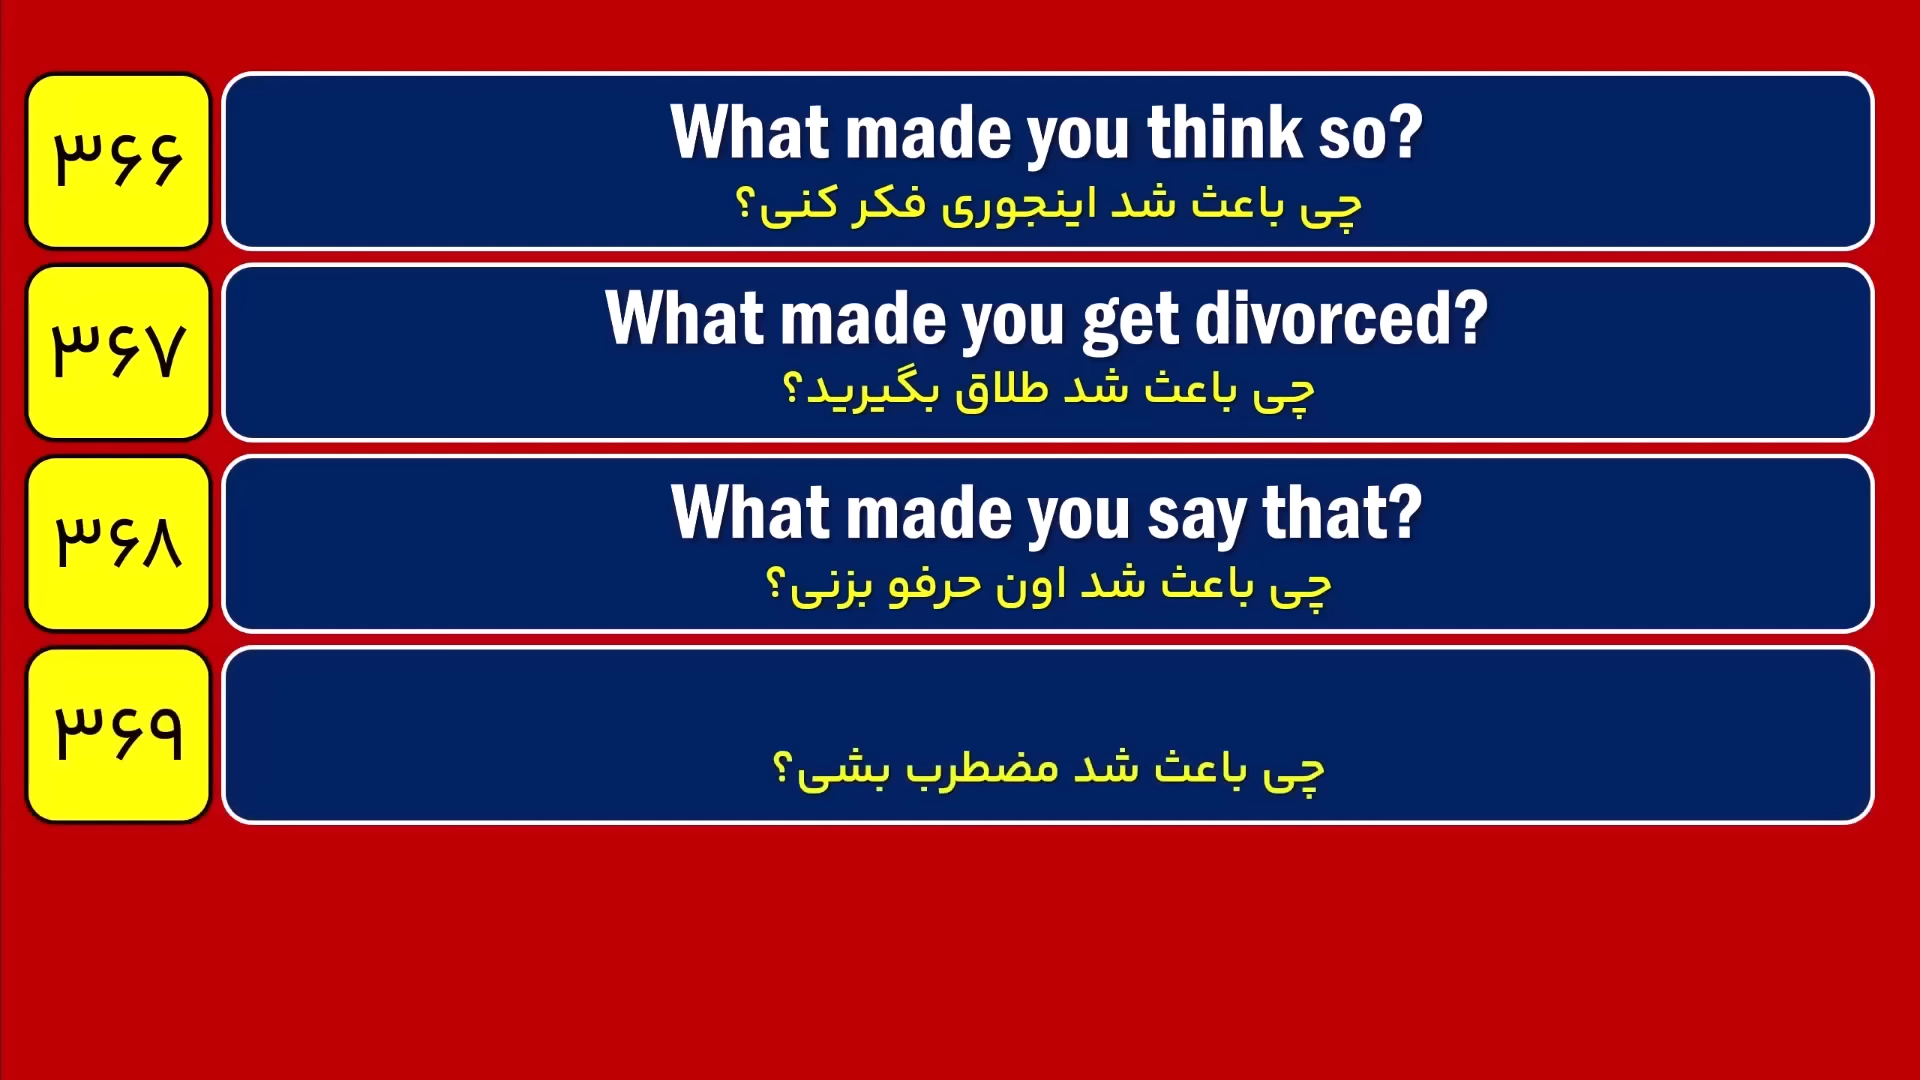 ۳۶۶
What made you think so?
چی باعث شد اینجوری فکر کنی؟
۳۶۷
What made you get divorced?
چی باعث شد طلاق بگیرید؟
۳۶۸
What made you say that?
چی باعث شد اون حرفو بزنی؟
۳۶۹
چی باعث شد مضطرب بشی؟